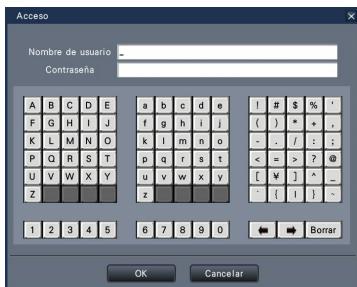 Acceso
Nombre de usuario
Contraseña
A B C D E a b c d e ! # $ % '
F G H I J f g h i j ( ) * + ,
K L M N O k l m n o - . / : ;
P Q R S T p q r s t < = > ? @
U V W X Y u v w x y [ ¥ ] ^ _
Z z ` { | } ~
1 2 3 4 5 6 7 8 9 0 Borrar
OK Cancelar